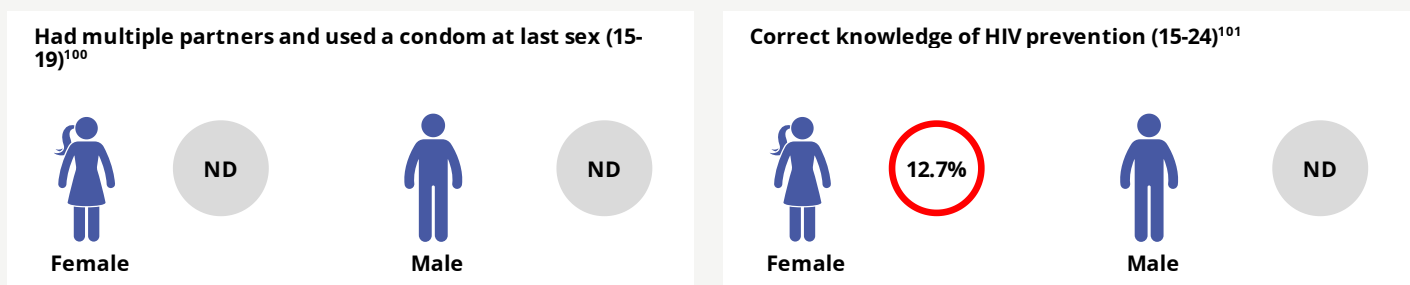 Had multiple partners and used a condom at last sex (15-
19)¹⁰⁰
ND
ND
Female
Male
Correct knowledge of HIV prevention (15-24)¹⁰¹
12.7%
ND
Female
Male